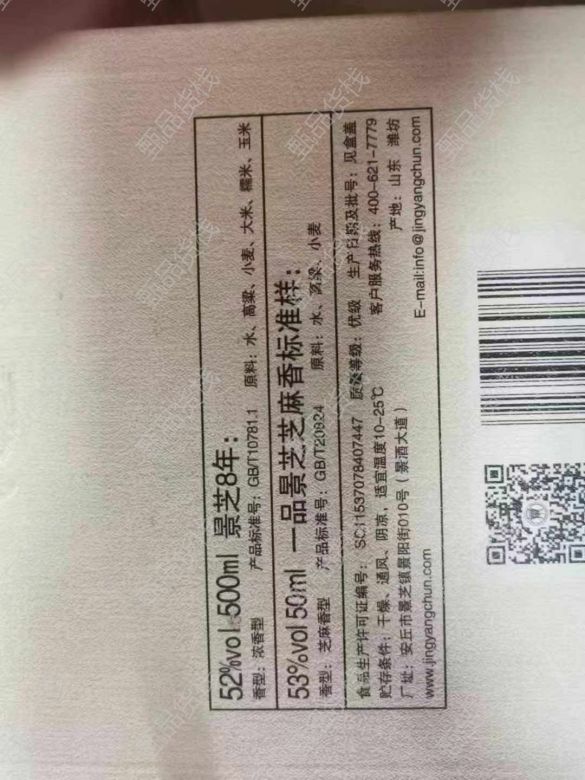 52%vol 500ml 景芝8年：
香型：浓香型 产品标准号：GB/T10781.1 原料：水、高粱、小麦、大米、糯米、玉米
53%vol 50ml 一品景芝芝麻香标准样：
香型：芝麻香型 产品标准号：GB/T20824 原料：水、高粱、小麦
食品生产许可证编号：SC11537078407447 质量等级：优级 生产日期及批号：见盒盖
贮存条件：干燥、通风、阴凉，适宜温度10-25℃ 客户服务热线：400-621-7779
厂址：安丘市景芝镇景阳街010号（景酒大道） 产地：山东 潍坊
www.jingyangchun.com E-mail:info@jingyangchun.com
甄品货栈